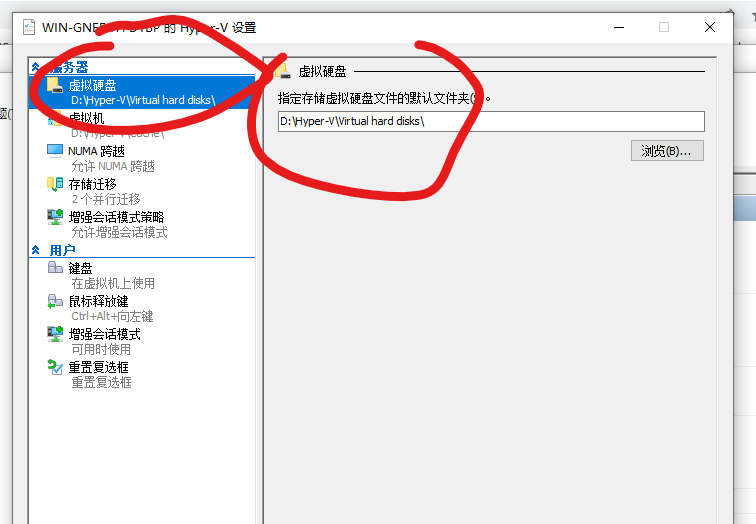 的 Hyper-V 设置
服务器
虚拟硬盘
D:\Hyper-V\Virtual hard disks\
虚拟机
D:\Hyper-V\Cache\
NUMA 跨越
允许 NUMA 跨越
存储迁移
2 个并行迁移
增强会话模式策略
允许增强会话模式
用户
键盘
在虚拟机上使用
鼠标释放键
Ctrl+Alt+向左键
增强会话模式
可用时使用
重置复选框
重置复选框
虚拟硬盘
指定存储虚拟硬盘文件的默认文件夹。
D:\Hyper-V\Virtual hard disks\
浏览(B)...